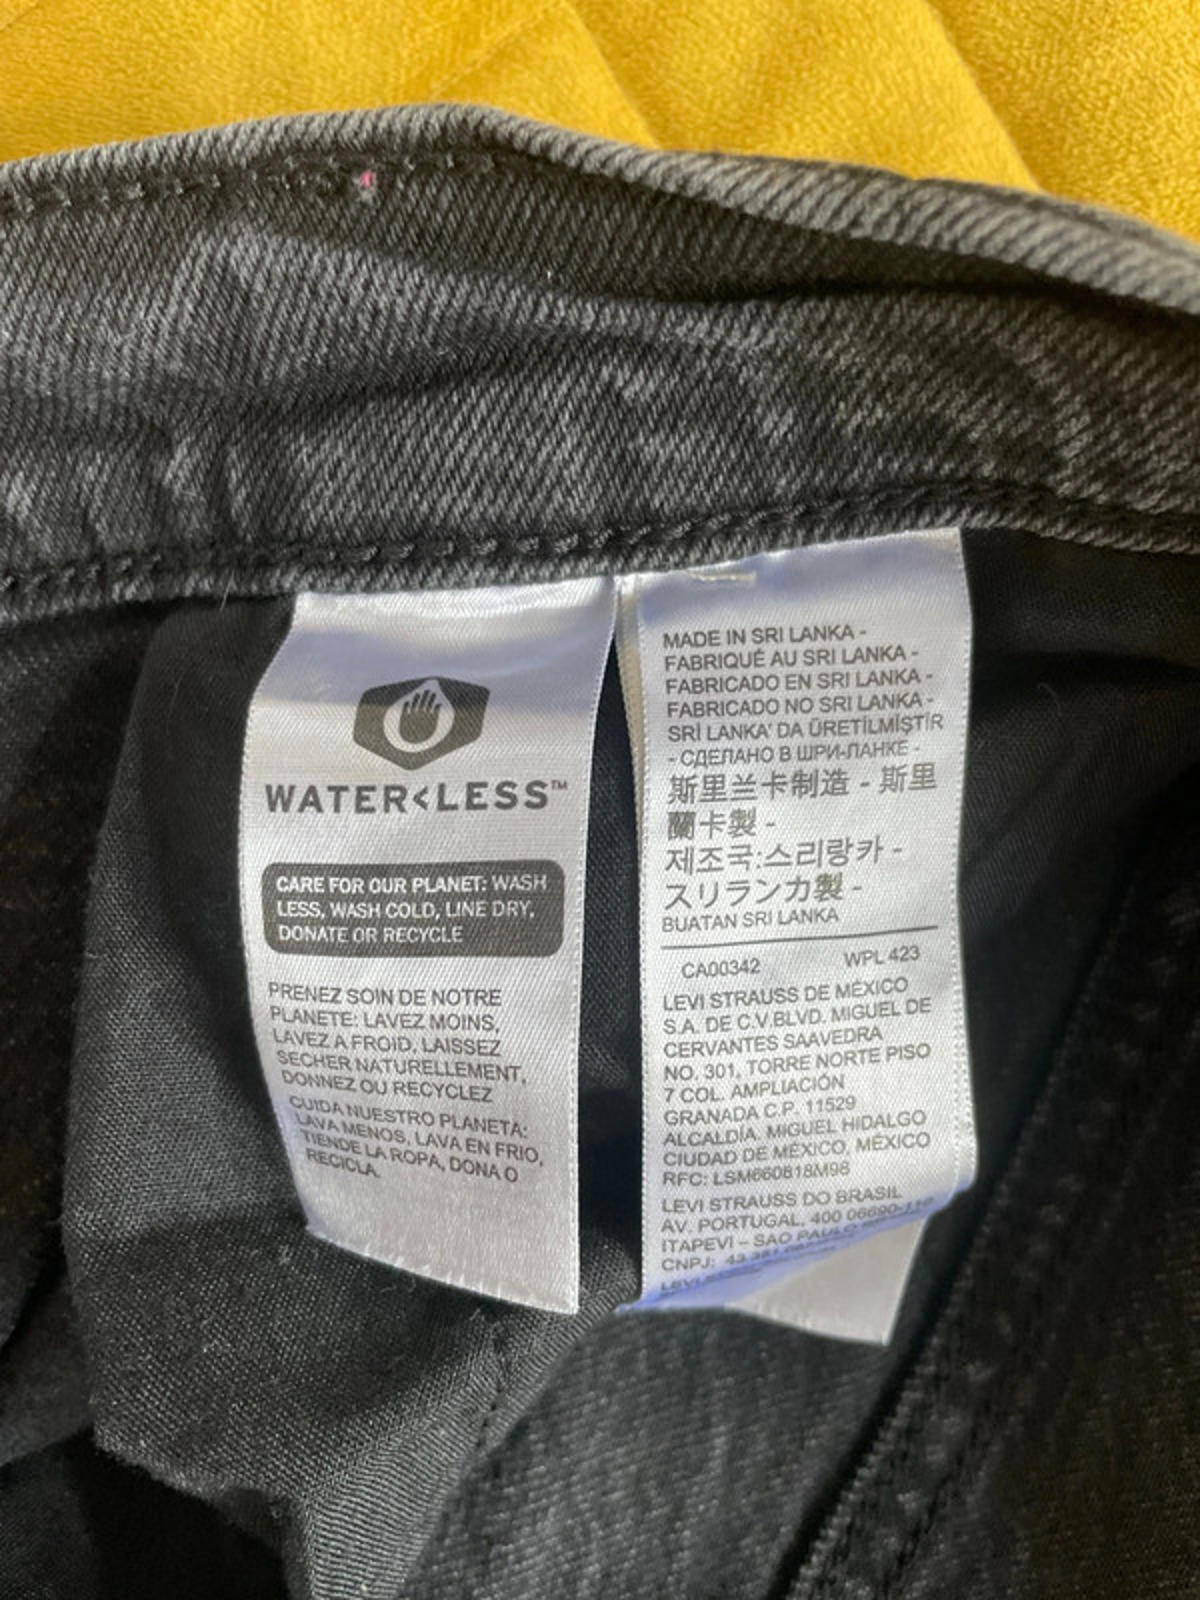 WATER<LESS™
CARE FOR OUR PLANET: WASH
LESS, WASH COLD, LINE DRY,
DONATE OR RECYCLE
PRENEZ SOIN DE NOTRE
PLANETE: LAVEZ MOINS,
LAVEZ A FROID, LAISSEZ
SECHER NATURELLEMENT,
DONNEZ OU RECYCLEZ
CUIDA NUESTRO PLANETA:
LAVA MENOS, LAVA EN FRIO,
TIENDE LA ROPA, DONA O
RECICLA.
MADE IN SRI LANKA -
FABRIQUÉ AU SRI LANKA -
FABRICADO EN SRI LANKA -
FABRICADO NO SRI LANKA -
SRİ LANKA' DA ÜRETİLMİŞTİR
- СДЕЛАНО В ШРИ-ЛАНКЕ -
斯里兰卡制造 - 斯里
蘭卡製 -
제조국:스리랑카 -
スリランカ製 -
BUATAN SRI LANKA
CA00342 WPL 423
LEVI STRAUSS DE MÉXICO
S.A. DE C.V.BLVD. MIGUEL DE
CERVANTES SAAVEDRA
NO. 301, TORRE NORTE PISO
7 COL. AMPLIACIÓN
GRANADA C.P. 11529
ALCALDÍA. MIGUEL HIDALGO
CIUDAD DE MÉXICO, MÉXICO
RFC: LSM660818M98
LEVI STRAUSS DO BRASIL
AV. PORTUGAL, 400 06690-110
ITAPEVI – SAO PAULO
CNPJ: 43
LEVI